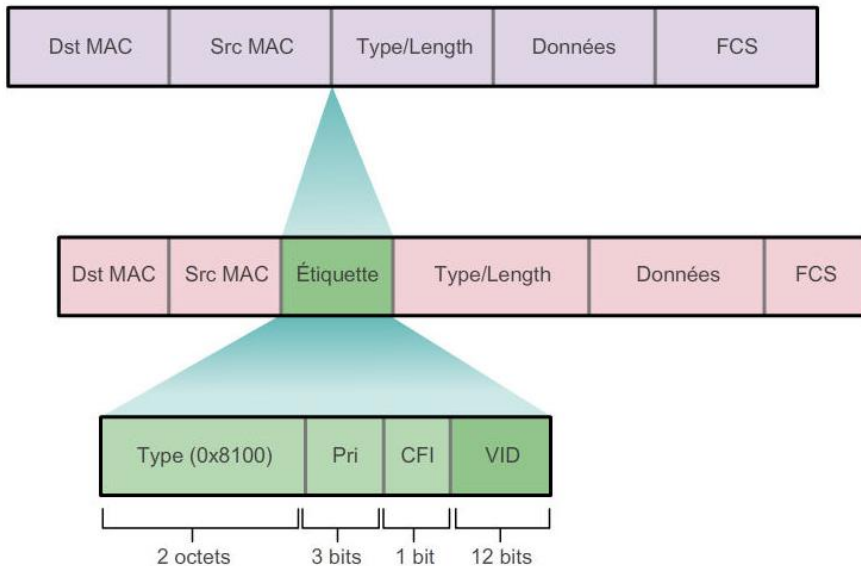 Dst MAC Src MAC Type/Length Données FCS
Dst MAC Src MAC Étiquette Type/Length Données FCS
Type (0x8100) Pri CFI VID
2 octets 3 bits 1 bit 12 bits